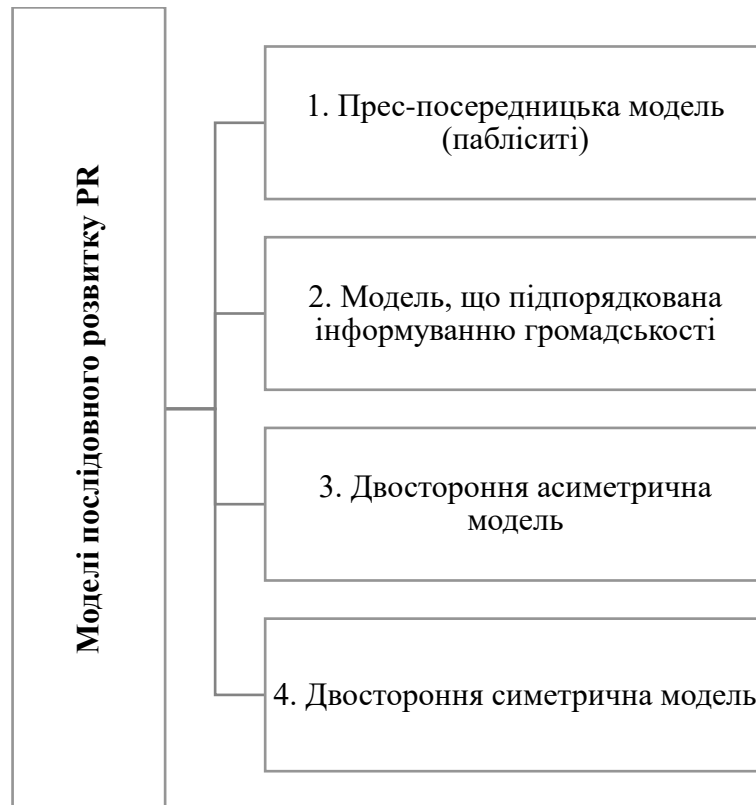 Моделі послідовного розвитку PR
1. Прес-посередницька модель
(пабліситі)
2. Модель, що підпорядкована
інформуванню громадськості
3. Двостороння асиметрична
модель
4. Двостороння симетрична модель